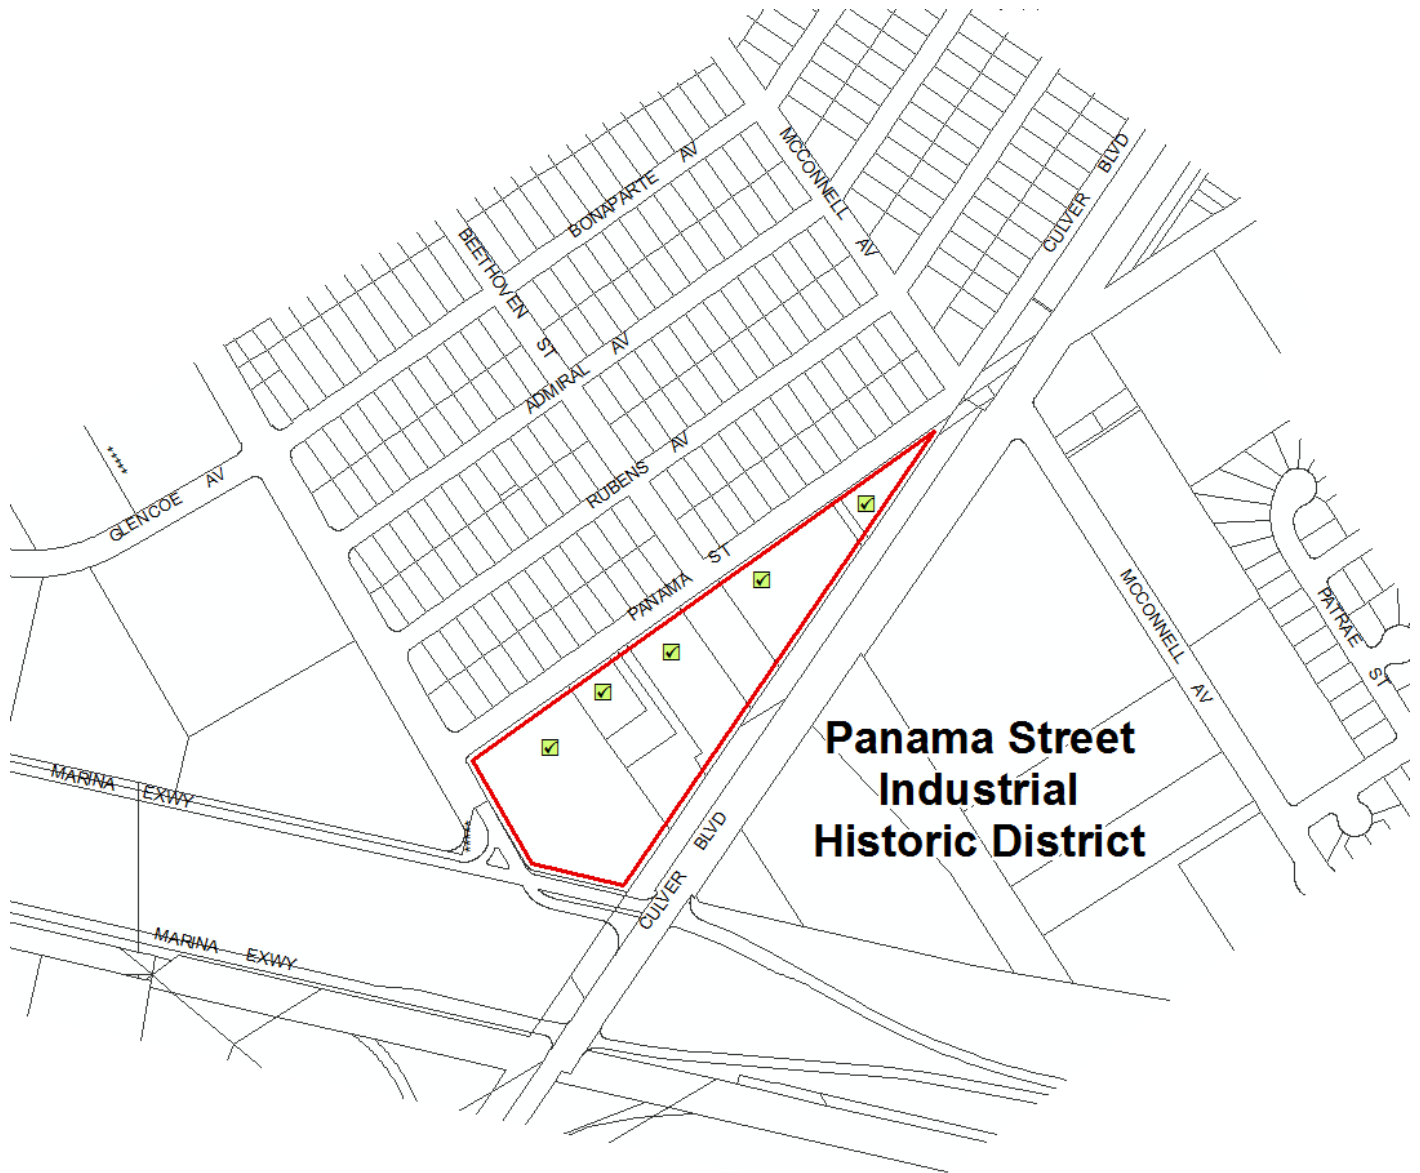 BONAPARTE AV
MCCONNELL AV
CULVER BLVD
BEETHOVEN ST
ADMIRAL AV
*****
GLENCOE AV
RUBENS AV
PANAMA ST
MCCONNELL AV
PATRAE ST
Panama Street
Industrial
Historic District
MARINA EXWY
*****
CULVER BLVD
MARINA EXWY